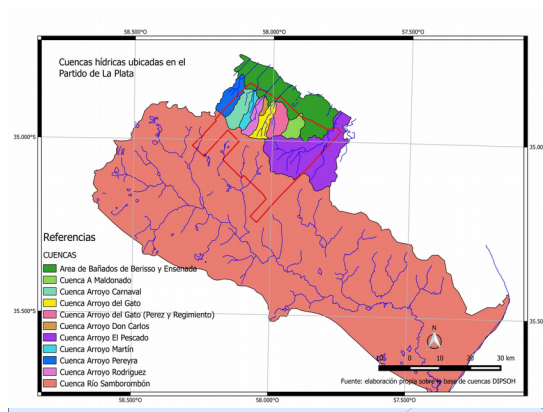 58.500°O 58.000°O 57.500°O
Cuencas hídricas ubicadas en el
Partido de La Plata
35.000°S 35.000°S
Referencias
CUENCAS
Area de Bañados de Berisso y Ensenada
Cuenca A Maldonado
Cuenca Arroyo Carnaval
Cuenca Arroyo del Gato
Cuenca Arroyo del Gato (Perez y Regimiento)
Cuenca Arroyo Don Carlos
Cuenca Arroyo El Pescado
Cuenca Arroyo Martín
Cuenca Arroyo Pereyra
Cuenca Arroyo Rodriguez
Cuenca Río Samborombón
35.500°S 35.500°S
N
10 0 10 20 30 km
Fuente: elaboración propia sobre la base de cuencas DIPSOH
58.500°O 58.000°O 57.500°O